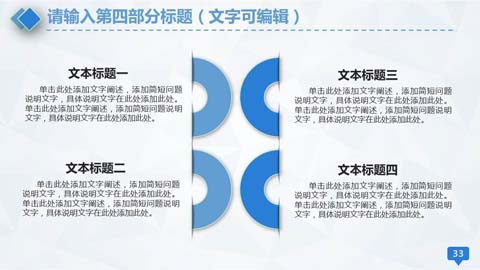 请输入第四部分标题（文字可编辑）
文本标题一
单击此处添加文字阐述，添加简短问题
说明文字，具体说明文字在此处添加此处。
单击此处添加文字阐述，添加简短问题说明
文字，具体说明文字在此处添加此处。
文本标题二
单击此处添加文字阐述，添加简短问题
说明文字，具体说明文字在此处添加此处。
单击此处添加文字阐述，添加简短问题说明
文字，具体说明文字在此处添加此处。
文本标题三
单击此处添加文字阐述，添加简短问题
说明文字，具体说明文字在此处添加此处。
单击此处添加文字阐述，添加简短问题说明
文字，具体说明文字在此处添加此处。
文本标题四
单击此处添加文字阐述，添加简短问题
说明文字，具体说明文字在此处添加此处。
单击此处添加文字阐述，添加简短问题说明
文字，具体说明文字在此处添加此处。
33